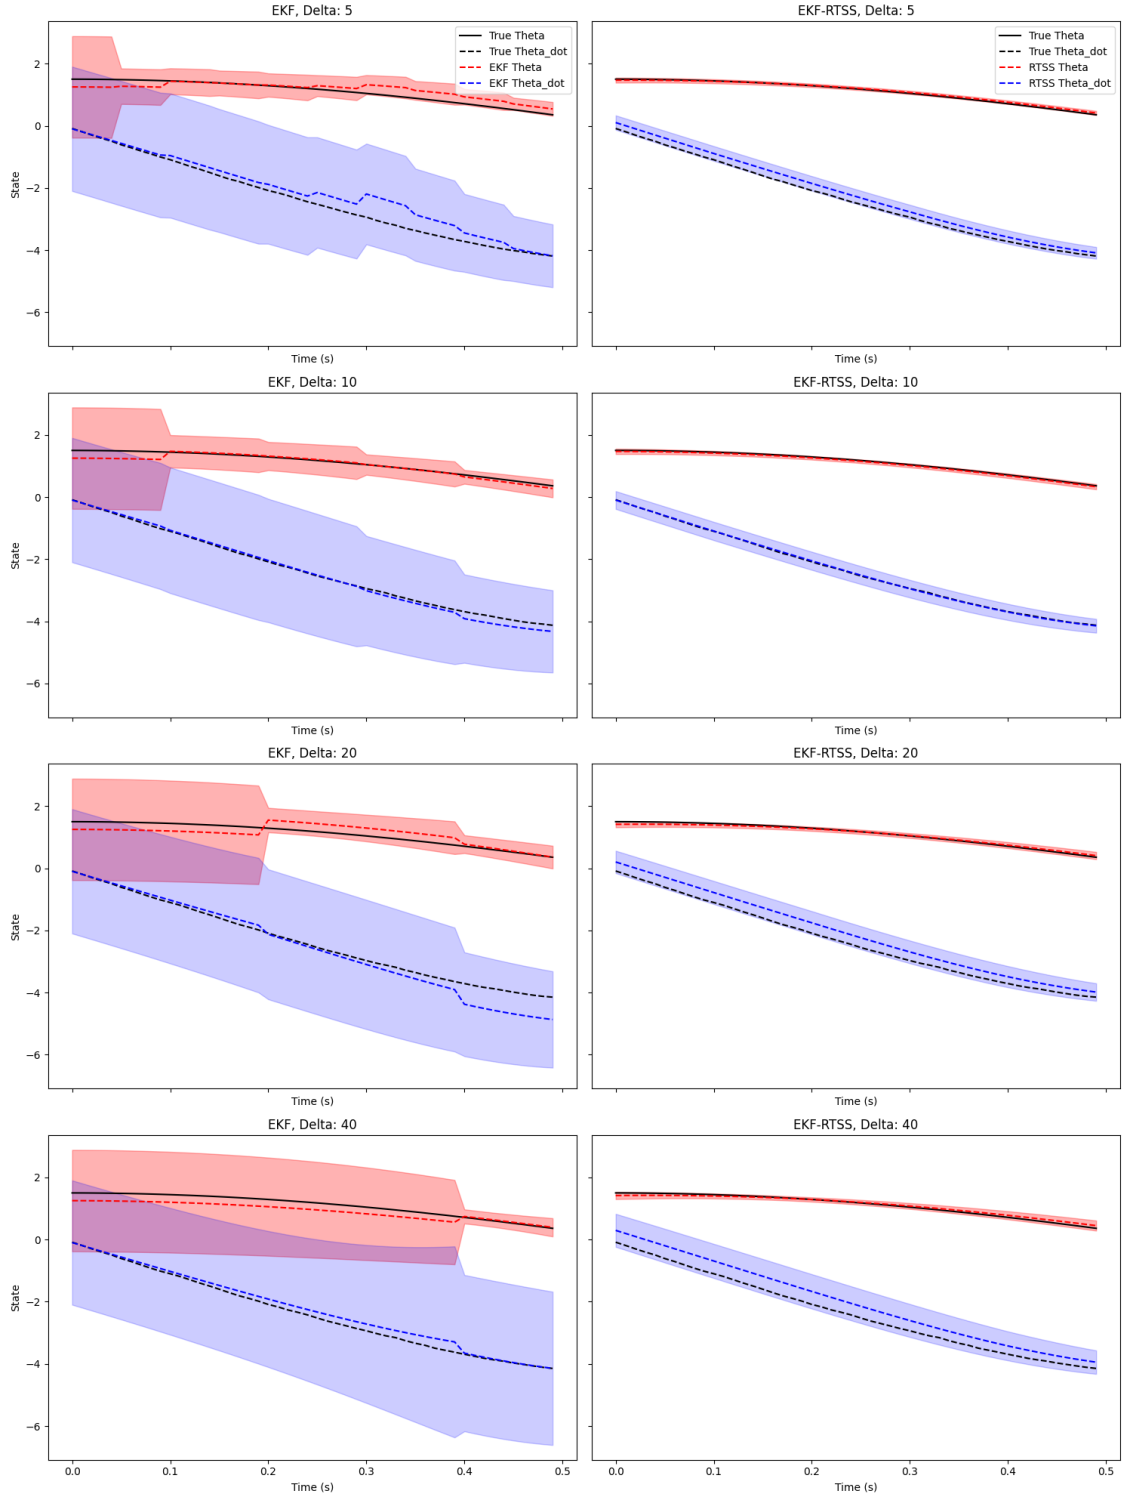 EKF, Delta: 5
True Theta
True Theta_dot
EKF Theta
EKF Theta_dot
2
0
−2
−4
−6
State
Time (s)
EKF-RTSS, Delta: 5
True Theta
True Theta_dot
RTSS Theta
RTSS Theta_dot
Time (s)
EKF, Delta: 10
2
0
−2
−4
−6
State
Time (s)
EKF-RTSS, Delta: 10
Time (s)
EKF, Delta: 20
2
0
−2
−4
−6
State
Time (s)
EKF-RTSS, Delta: 20
Time (s)
EKF, Delta: 40
2
0
−2
−4
−6
State
0.0 0.1 0.2 0.3 0.4 0.5
Time (s)
EKF-RTSS, Delta: 40
0.0 0.1 0.2 0.3 0.4 0.5
Time (s)